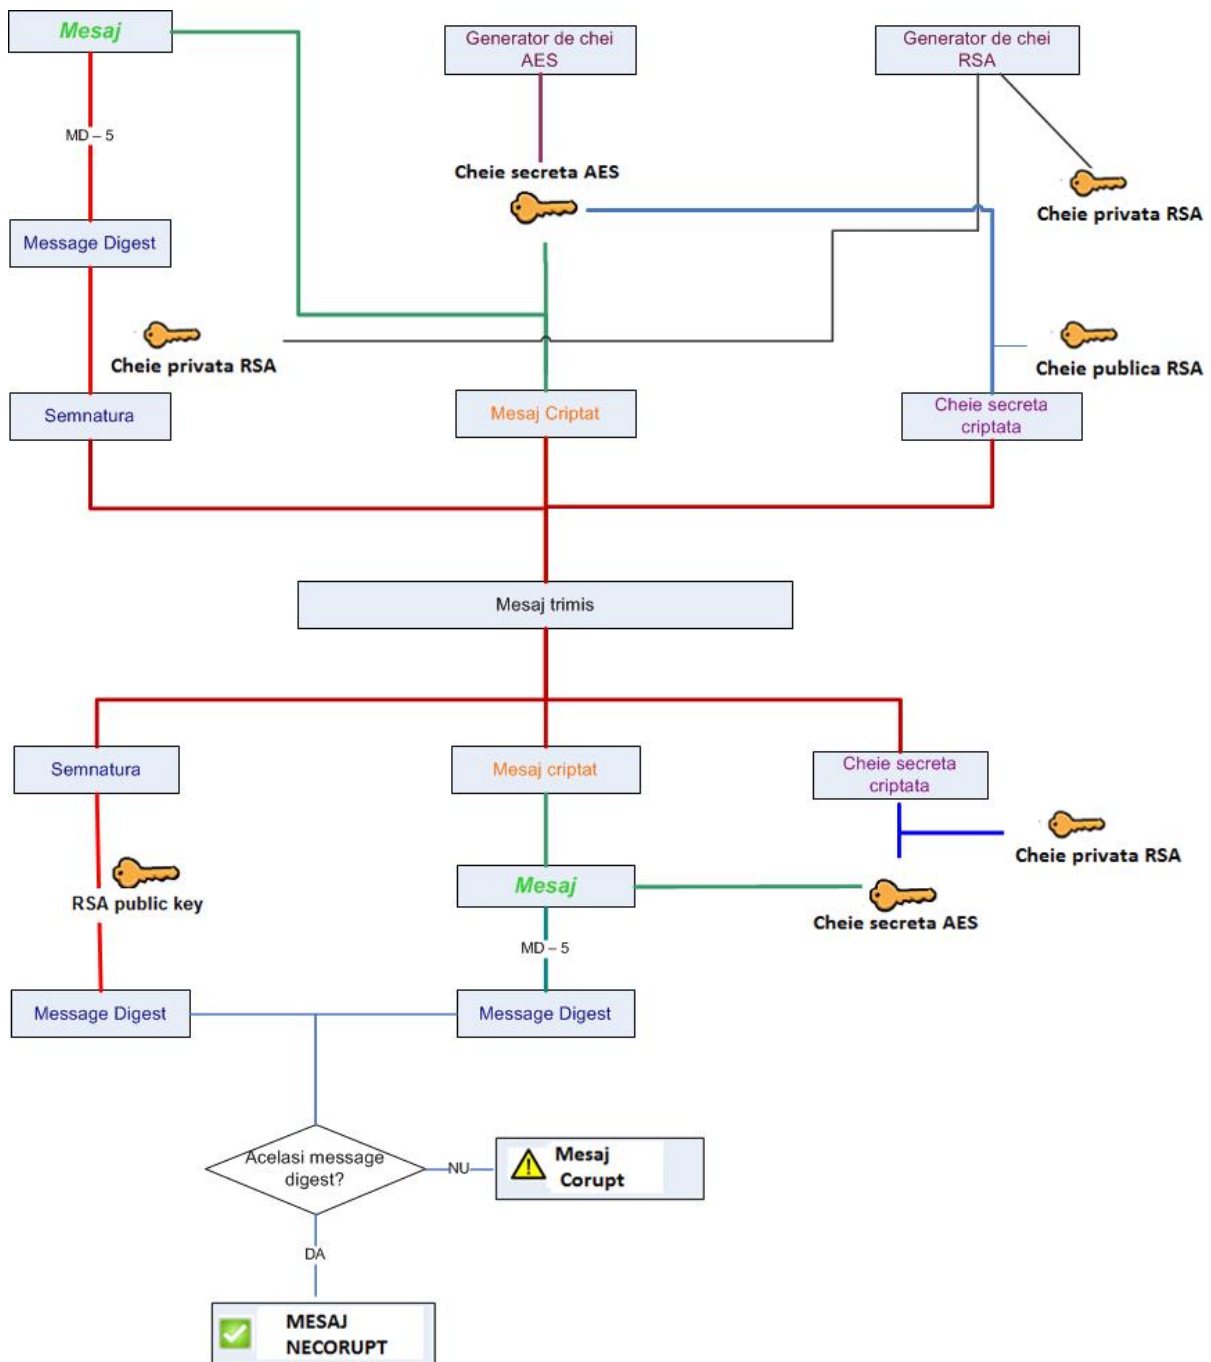 Mesaj
Generator de chei
AES
Generator de chei
RSA
MD – 5
Cheie secreta AES
Cheie privata RSA
Message Digest
Cheie privata RSA
Cheie publica RSA
Semnatura
Mesaj Criptat
Cheie secreta
criptata
Mesaj trimis
Semnatura
Mesaj criptat
Cheie secreta
criptata
Cheie privata RSA
RSA public key
Mesaj
Cheie secreta AES
MD – 5
Message Digest
Message Digest
Acelasi message
digest?
NU
Mesaj
Corupt
DA
MESAJ
NECORUPT